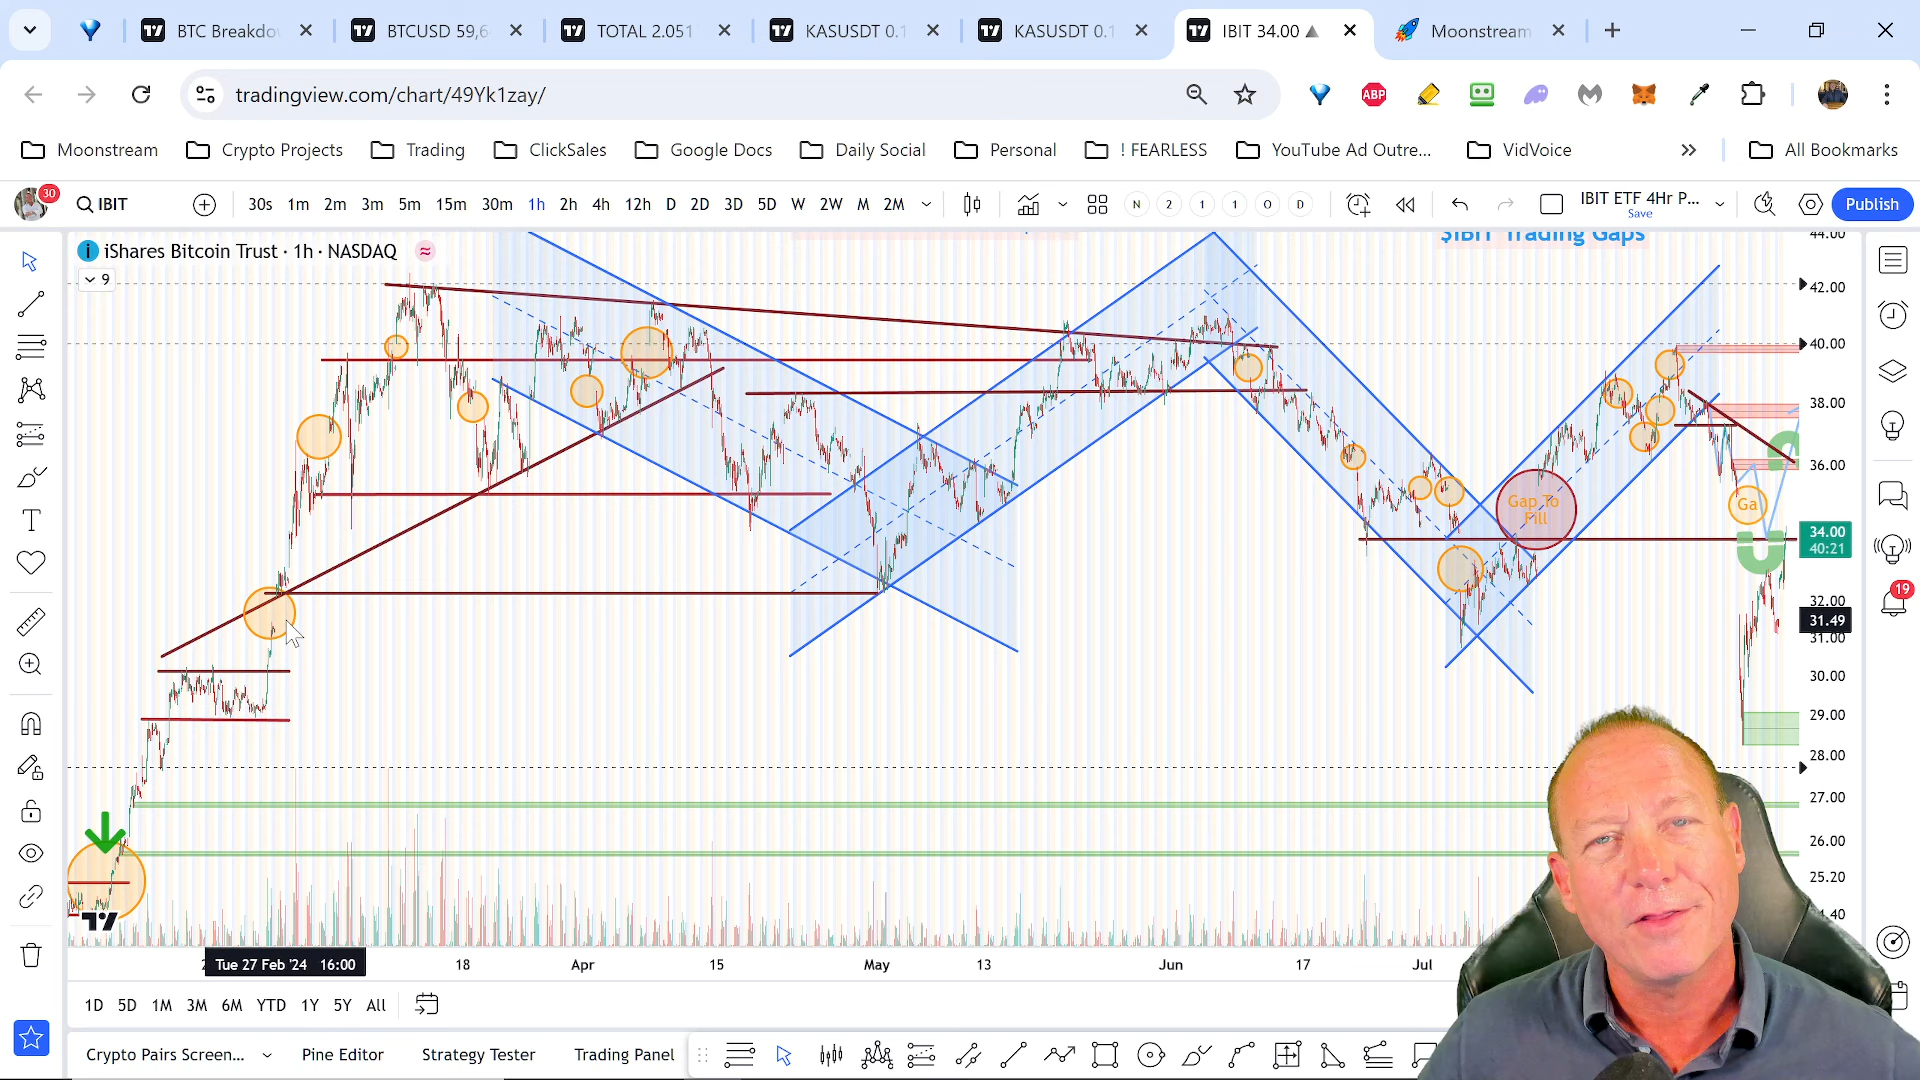 BTC Breakdo
BTCUSD 59,6
TOTAL 2.051
KASUSDT 0.1
KASUSDT 0.1
IBIT 34.00
Moonstream
tradingview.com/chart/49Yk1zay/
ABP
Moonstream
Crypto Projects
Trading
ClickSales
Google Docs
Daily Social
Personal
! FEARLESS
YouTube Ad Outre...
VidVoice
All Bookmarks
30
IBIT
30s 1m 2m 3m 5m 15m 30m 1h 2h 4h 12h D 2D 3D 5D W 2W M 2M
N 2 1 1 O D
IBIT ETF 4Hr P...
Save
Publish
iShares Bitcoin Trust · 1h · NASDAQ
9
$IBIT Trading Gaps
44.00
42.00
40.00
38.00
36.00
Gap To
Fill
Ga
34.00
40:21
32.00
31.49
31.00
30.00
29.00
28.00
27.00
26.00
25.20
4.40
19
Tue 27 Feb '24 16:00
18 Apr 15 May 13 Jun 17 Jul
1D 5D 1M 3M 6M YTD 1Y 5Y All
Crypto Pairs Screen...
Pine Editor
Strategy Tester
Trading Panel